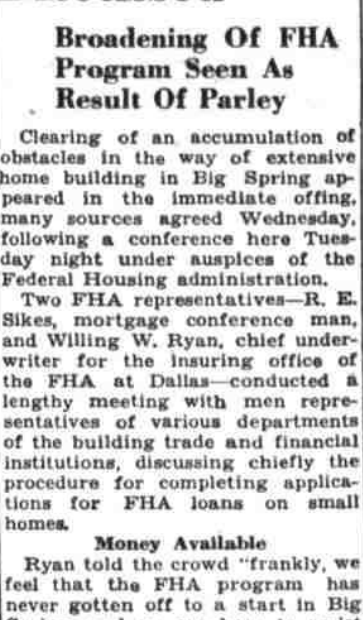 Broadening Of FHA
Program Seen As
Result Of Parley
Clearing of an accumulation of
obstacles in the way of extensive
home building in Big Spring ap-
peared in the immediate offing,
many sources agreed Wednesday,
following a conference here Tues-
day night under auspices of the
Federal Housing administration.
Two FHA representatives—R. E.
Sikes, mortgage conference man,
and Willing W. Ryan, chief under-
writer for the insuring office of
the FHA at Dallas—conducted a
lengthy meeting with men repre-
sentatives of various departments
of the building trade and financial
institutions, discussing chiefly the
procedure for completing applica-
tions for FHA loans on small
homes.
Money Available
Ryan told the crowd "frankly, we
feel that the FHA program has
never gotten off to a start in Big